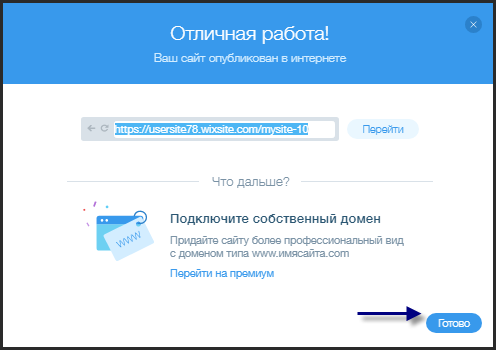 Отличная работа!
Ваш сайт опубликован в интернете
https://usersite78.wixsite.com/mysite-10
Перейти
Что дальше?
WWW
Подключите собственный домен
Придайте сайту более профессиональный вид
с доменом типа www.имясайта.com
Перейти на премиум
Готово